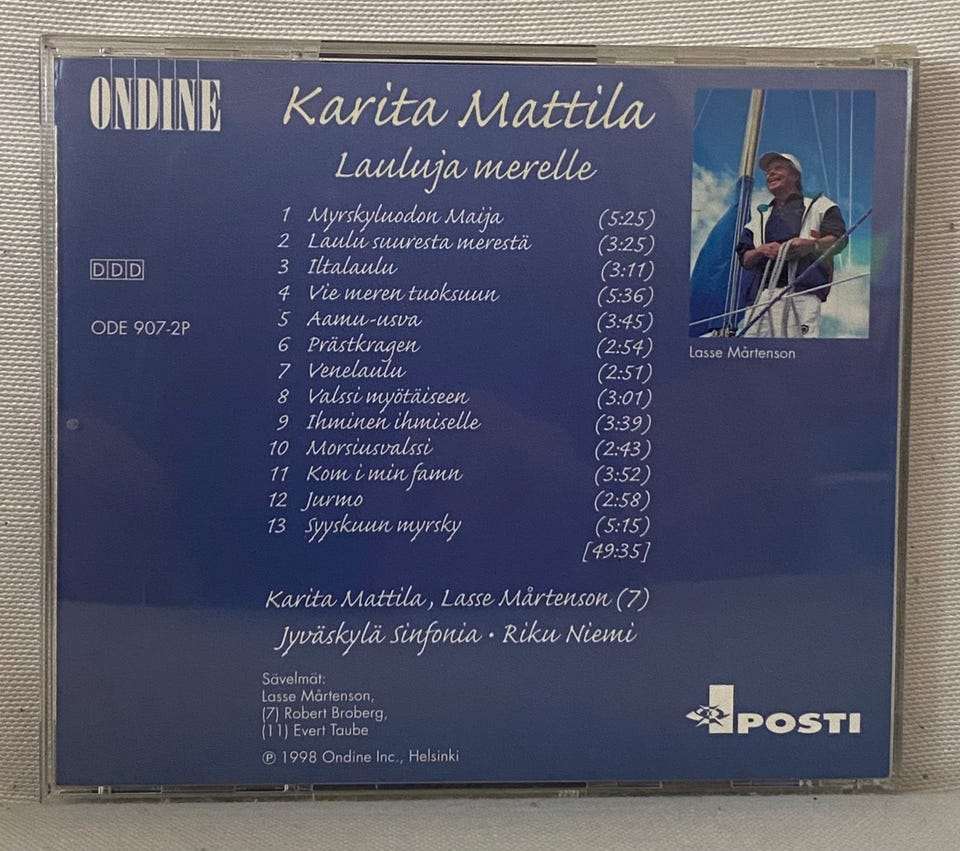 ONDINE
Karita Mattila
Lauluja merelle
1 Myrskyluodon Maija (5:25)
2 Laulu suuresta merestä (3:25)
3 Iltalaulu (3:11)
4 Vie meren tuoksuun (5:36)
5 Aamu-usva (3:45)
6 Prästkragen (2:54)
7 Venelaulu (2:51)
8 Valssi myötäiseen (3:01)
9 Ihminen ihmiselle (3:39)
10 Morsiusvalssi (2:43)
11 Kom i min famn (3:52)
12 Jurmo (2:58)
13 Syyskuun myrsky (5:15)
[49:35]
DDD
ODE 907-2P
Lasse Mårtenson
Karita Mattila, Lasse Mårtenson (7)
Jyväskylä Sinfonia • Riku Niemi
Sävelmät:
Lasse Mårtenson,
(7) Robert Broberg,
(11) Evert Taube
℗ 1998 Ondine Inc., Helsinki
POSTI